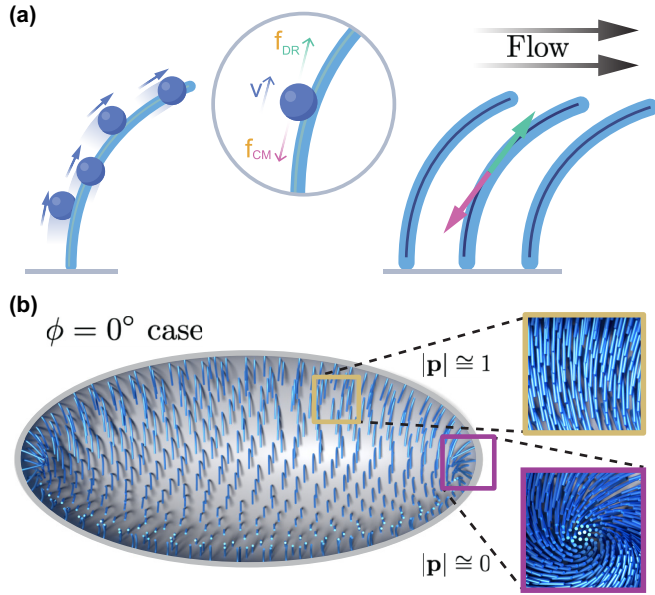 (a)
f_DR
v
f_CM
Flow
(b)
ϕ = 0° case
|p| ≅ 1
|p| ≅ 0